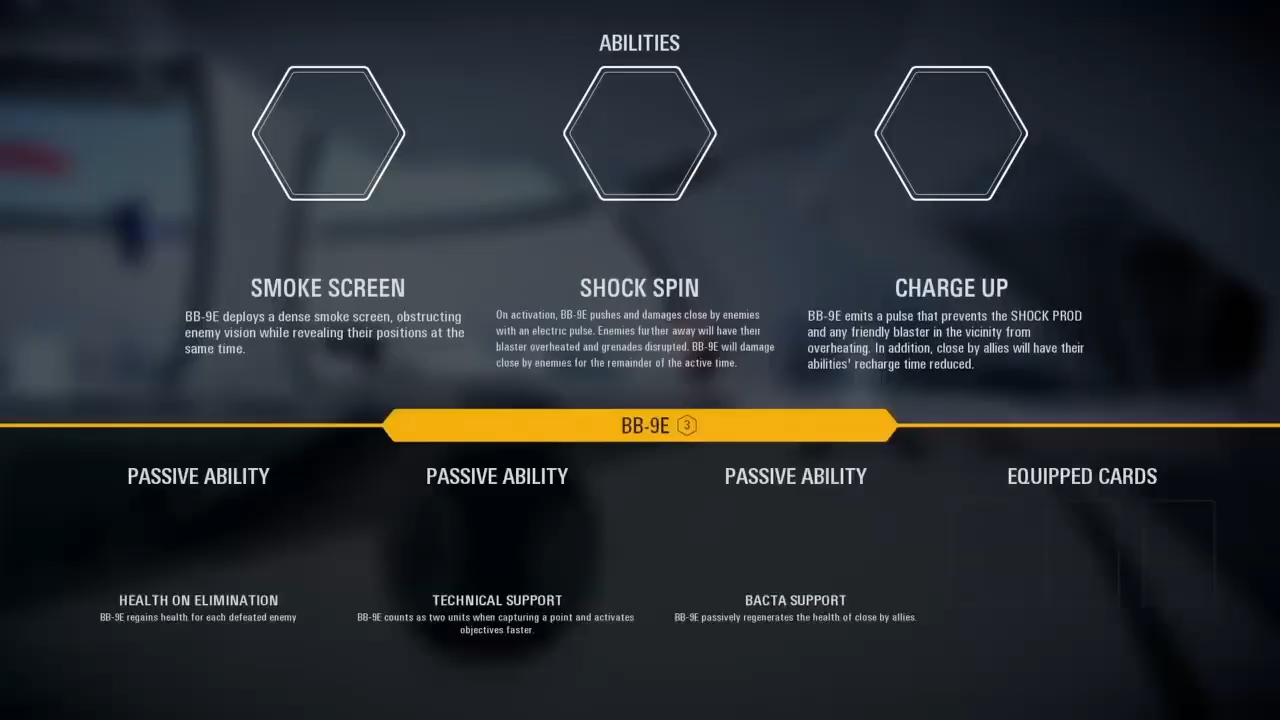 ABILITIES
SMOKE SCREEN
BB-9E deploys a dense smoke screen, obstructing
enemy vision while revealing their positions at the
same time.
SHOCK SPIN
On activation, BB-9E pushes and damages close by enemies
with an electric pulse. Enemies further away will have their
blaster overheated and grenades disrupted. BB-9E will damage
close by enemies for the remainder of the active time.
CHARGE UP
BB-9E emits a pulse that prevents the SHOCK PROD
and any friendly blaster in the vicinity from
overheating. In addition, close by allies will have their
abilities' recharge time reduced.
BB-9E 3
PASSIVE ABILITY
HEALTH ON ELIMINATION
BB-9E regains health for each defeated enemy
PASSIVE ABILITY
TECHNICAL SUPPORT
BB-9E counts as two units when capturing a point and activates
objectives faster.
PASSIVE ABILITY
BACTA SUPPORT
BB-9E passively regenerates the health of close by allies.
EQUIPPED CARDS